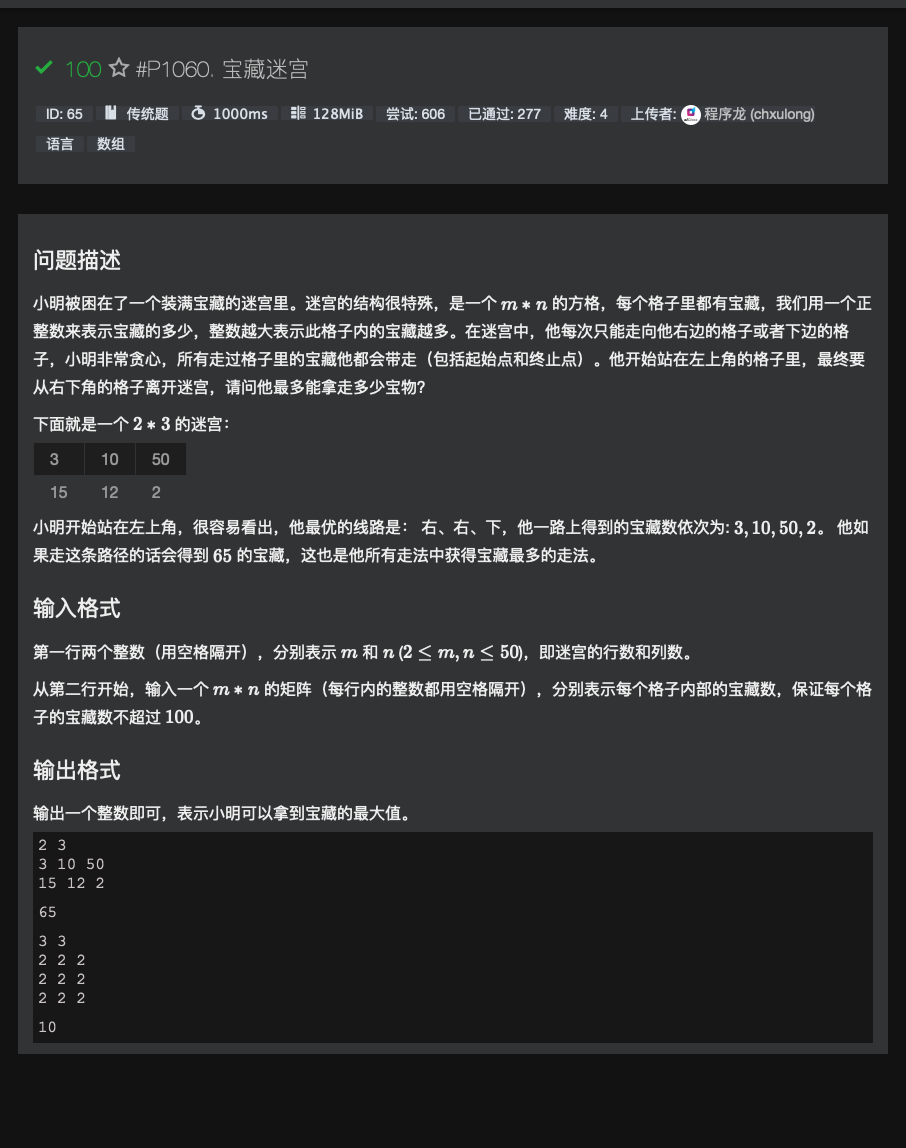 100 #P1060. 宝藏迷宫
ID: 65 传统题 1000ms 128MiB 尝试: 606 已通过: 277 难度: 4 上传者: 程序龙 (chxulong)
语言 数组
问题描述
小明被困在了一个装满宝藏的迷宫里。迷宫的结构很特殊，是一个 m * n 的方格，每个格子里都有宝藏，我们用一个正
整数来表示宝藏的多少，整数越大表示此格子内的宝藏越多。在迷宫中，他每次只能走向他右边的格子或者下边的格
子，小明非常贪心，所有走过格子里的宝藏他都会带走（包括起始点和终止点）。他开始站在左上角的格子里，最终要
从右下角的格子离开迷宫，请问他最多能拿走多少宝物？
下面就是一个 2 * 3 的迷宫：
3 10 50
15 12 2
小明开始站在左上角，很容易看出，他最优的线路是： 右、右、下，他一路上得到的宝藏数依次为: 3, 10, 50, 2。 他如
果走这条路径的话会得到 65 的宝藏，这也是他所有走法中获得宝藏最多的走法。
输入格式
第一行两个整数（用空格隔开），分别表示 m 和 n (2 ≤ m, n ≤ 50)，即迷宫的行数和列数。
从第二行开始，输入一个 m * n 的矩阵（每行内的整数都用空格隔开），分别表示每个格子内部的宝藏数，保证每个格
子的宝藏数不超过 100。
输出格式
输出一个整数即可，表示小明可以拿到宝藏的最大值。
2 3
3 10 50
15 12 2
65
3 3
2 2 2
2 2 2
2 2 2
10